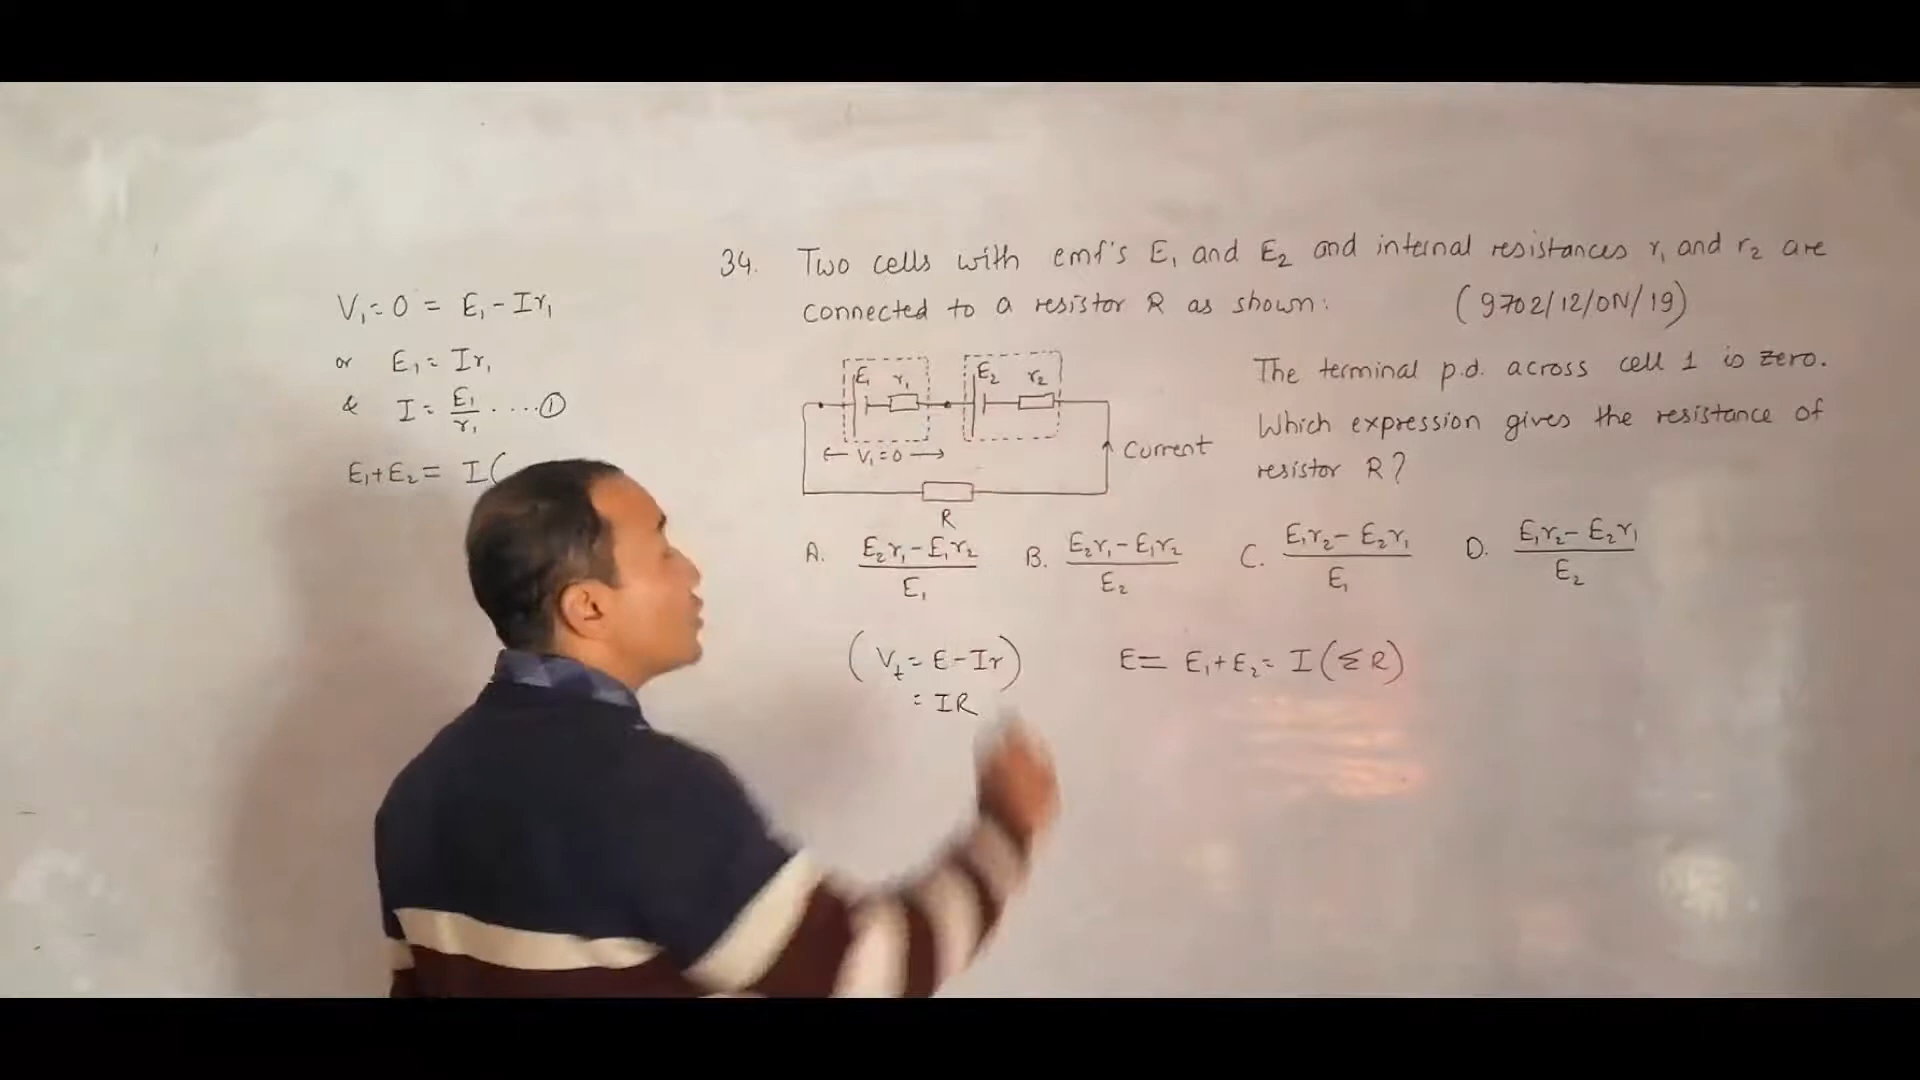 V₁ = 0 = E₁ - Ir₁
or E₁ = Ir₁
& I = E₁/r₁ .....①
E₁+E₂ = I(
34. Two cells with emf's E₁ and E₂ and internal resistances r₁ and r₂ are
connected to a resistor R as shown: (9702/12/ON/19)
E₁ r₁ E₂ r₂
← V₁=0 →
Current
R
The terminal p.d. across cell 1 is zero.
Which expression gives the resistance of
resistor R?
A. (E₂r₁ - E₁r₂)/E₁ B. (E₂r₁ - E₁r₂)/E₂ C. (E₁r₂ - E₂r₁)/E₁ D. (E₁r₂ - E₂r₁)/E₂
(Vₜ = E - Ir) E = E₁+E₂ = I(ΣR)
= IR